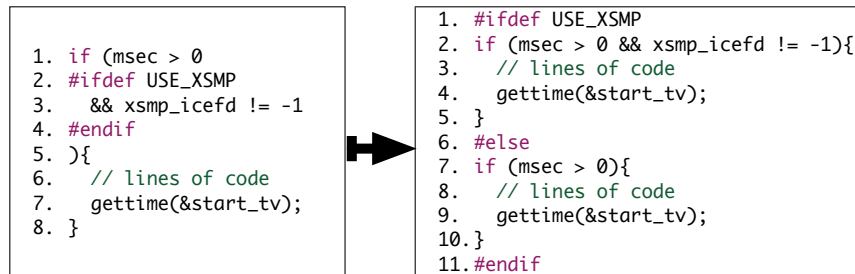 1. if (msec > 0
2. #ifdef USE_XSMP
3.   && xsmp_icefd != -1
4. #endif
5. ){
6.   // lines of code
7.   gettime(&start_tv);
8. }
1. #ifdef USE_XSMP
2. if (msec > 0 && xsmp_icefd != -1){
3.   // lines of code
4.   gettime(&start_tv);
5. }
6. #else
7. if (msec > 0){
8.   // lines of code
9.   gettime(&start_tv);
10. }
11. #endif